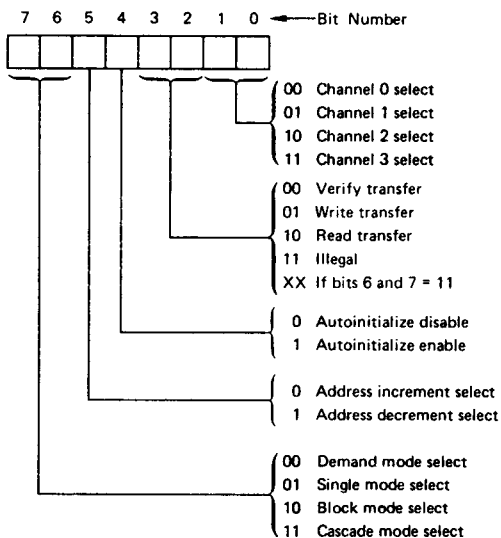 7 6 5 4 3 2 1 0 Bit Number
00 Channel 0 select
01 Channel 1 select
10 Channel 2 select
11 Channel 3 select
00 Verify transfer
01 Write transfer
10 Read transfer
11 Illegal
XX If bits 6 and 7 = 11
0 Autoinitialize disable
1 Autoinitialize enable
0 Address increment select
1 Address decrement select
00 Demand mode select
01 Single mode select
10 Block mode select
11 Cascade mode select